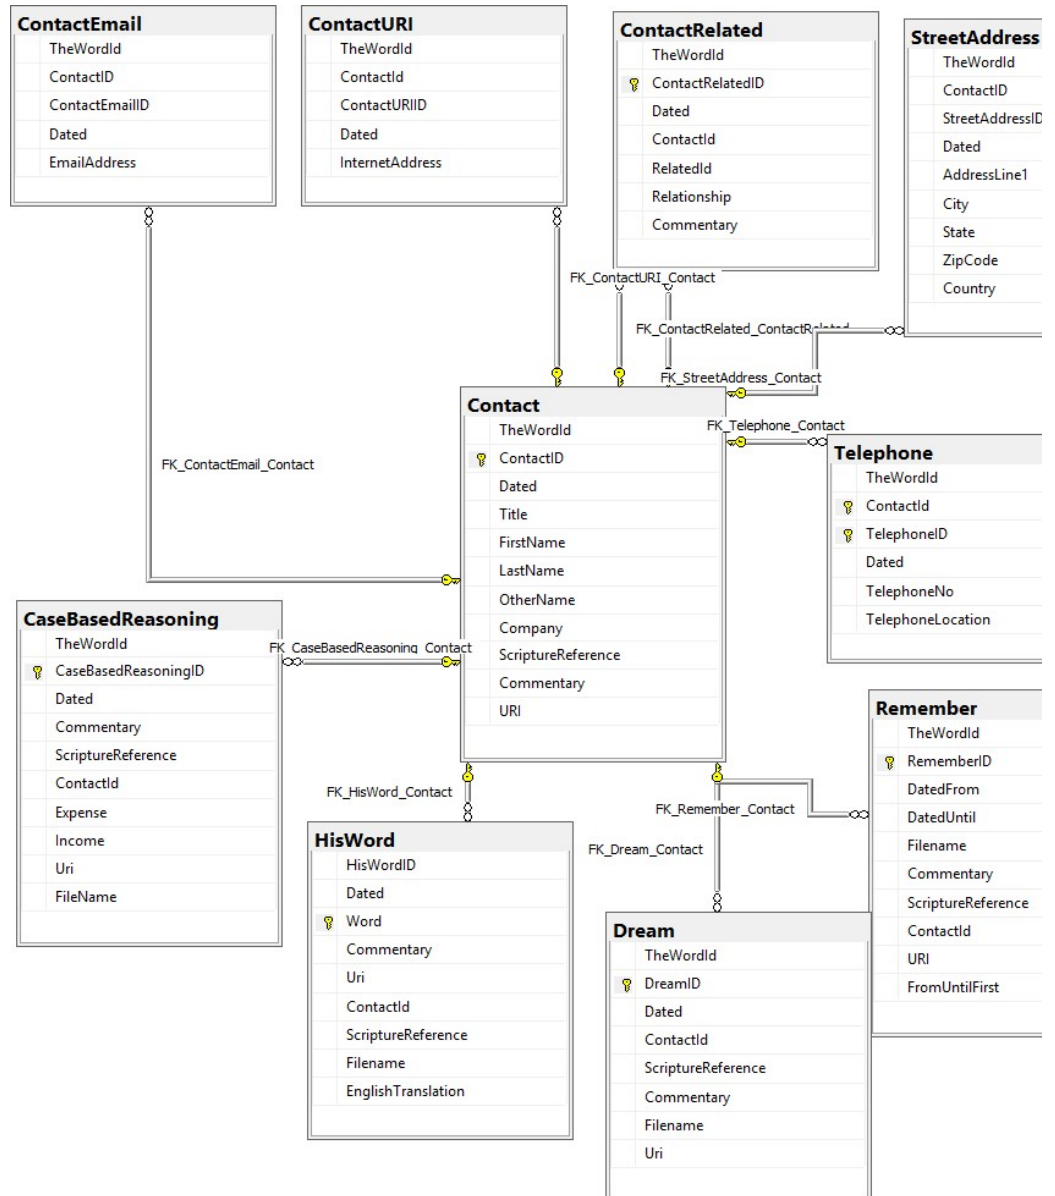 ContactEmail
TheWordId
ContactID
ContactEmailID
Dated
EmailAddress
ContactURI
TheWordId
ContactId
ContactURIID
Dated
InternetAddress
ContactRelated
TheWordId
ContactRelatedID
Dated
ContactId
RelatedId
Relationship
Commentary
StreetAddress
TheWordId
ContactID
StreetAddressID
Dated
AddressLine1
City
State
ZipCode
Country
FK_ContactURI_Contact
FK_ContactRelated_ContactRelated
FK_StreetAddress_Contact
FK_Telephone_Contact
FK_ContactEmail_Contact
Contact
TheWordId
ContactID
Dated
Title
FirstName
LastName
OtherName
Company
ScriptureReference
Commentary
URI
Telephone
TheWordId
ContactId
TelephoneID
Dated
TelephoneNo
TelephoneLocation
CaseBasedReasoning
TheWordId
CaseBasedReasoningID
Dated
Commentary
ScriptureReference
ContactId
Expense
Income
Uri
FileName
FK_CaseBasedReasoning_Contact
FK_HisWord_Contact
FK_Remember_Contact
FK_Dream_Contact
Remember
TheWordId
RememberID
DatedFrom
DatedUntil
Filename
Commentary
ScriptureReference
ContactId
URI
FromUntilFirst
HisWord
HisWordID
Dated
Word
Commentary
Uri
ContactId
ScriptureReference
Filename
EnglishTranslation
Dream
TheWordId
DreamID
Dated
ContactId
ScriptureReference
Commentary
Filename
Uri